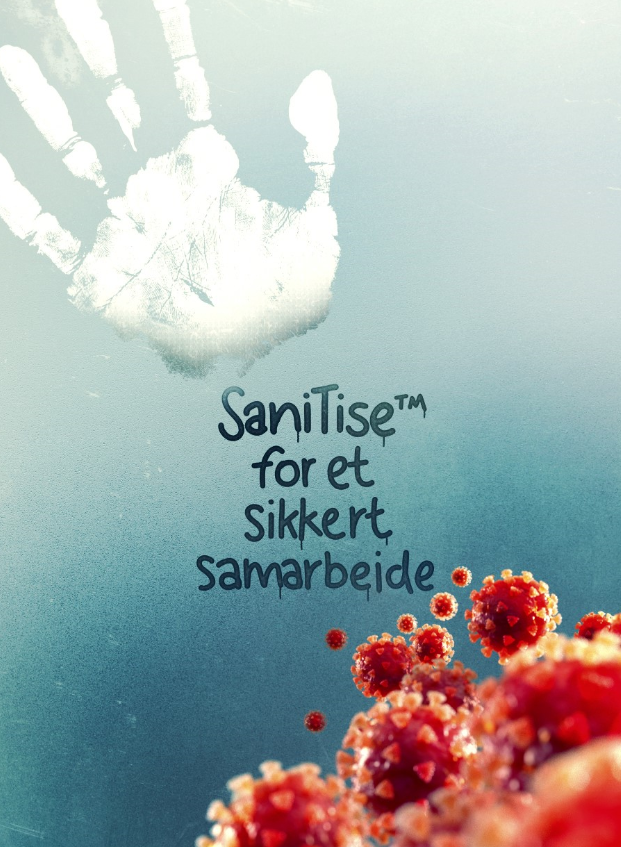 SaniTise™
for et
sikkert
samarbeide